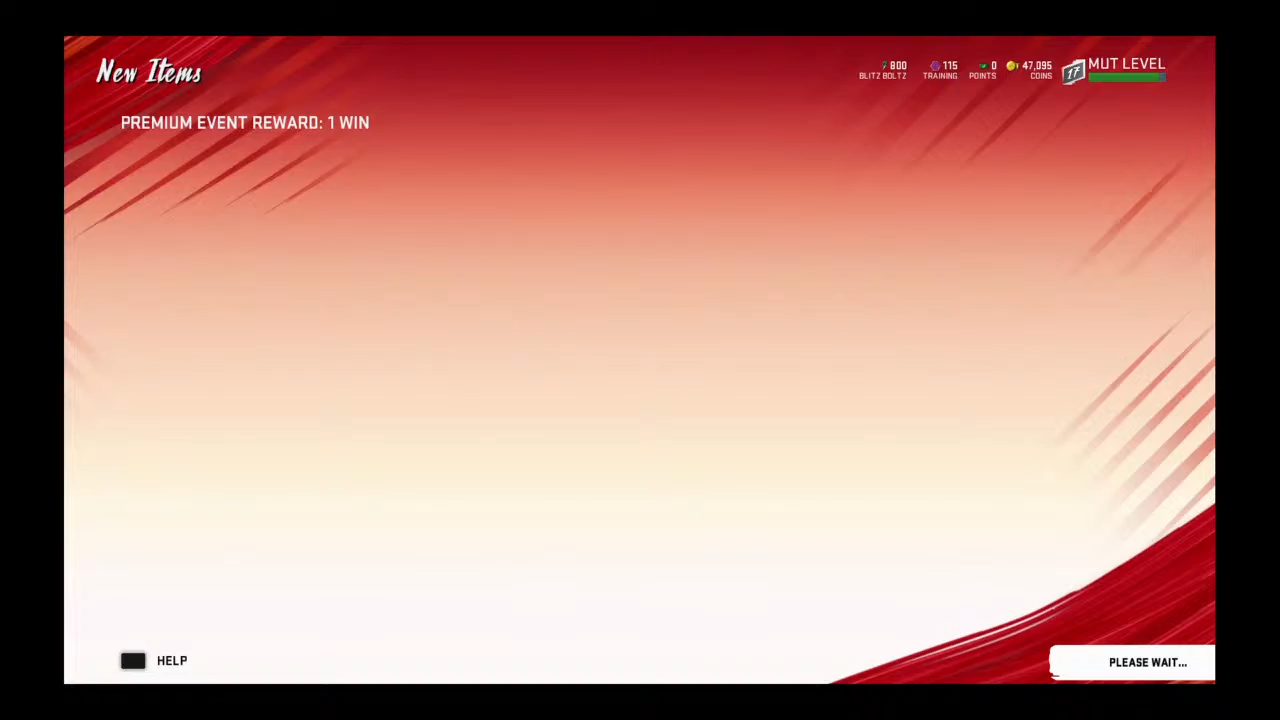 New Items
800
BLITZ BOLTZ
115
TRAINING
0
POINTS
47,095
COINS
17
MUT LEVEL
PREMIUM EVENT REWARD: 1 WIN
HELP
PLEASE WAIT...